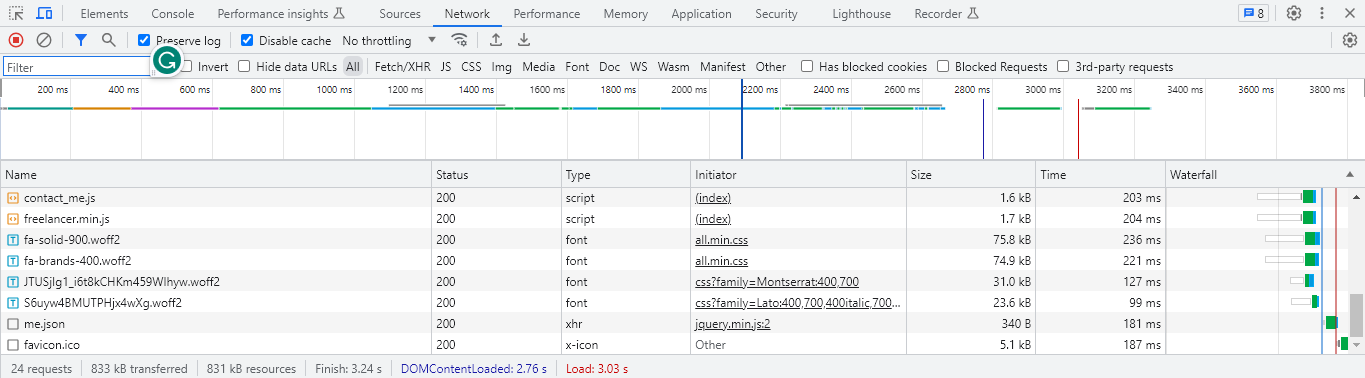 Elements Console Performance insights Sources Network Performance Memory Application Security Lighthouse Recorder 8
Preserve log Disable cache No throttling
Filter Invert Hide data URLs All Fetch/XHR JS CSS Img Media Font Doc WS Wasm Manifest Other Has blocked cookies Blocked Requests 3rd-party requests
200 ms 400 ms 600 ms 800 ms 1000 ms 1200 ms 1400 ms 1600 ms 1800 ms 2000 ms 2200 ms 2400 ms 2600 ms 2800 ms 3000 ms 3200 ms 3400 ms 3600 ms 3800 ms
Name Status Type Initiator Size Time Waterfall
contact_me.js 200 script (index) 1.6 kB 203 ms
freelancer.min.js 200 script (index) 1.7 kB 204 ms
fa-solid-900.woff2 200 font all.min.css 75.8 kB 236 ms
fa-brands-400.woff2 200 font all.min.css 74.9 kB 221 ms
JTUSjIg1_i6t8kCHKm459Wlhyw.woff2 200 font css?family=Montserrat:400,700 31.0 kB 127 ms
S6uyw4BMUTPHjx4wXg.woff2 200 font css?family=Lato:400,700,400italic,700... 23.6 kB 99 ms
me.json 200 xhr jquery.min.js:2 340 B 181 ms
favicon.ico 200 x-icon Other 5.1 kB 187 ms
24 requests 833 kB transferred 831 kB resources Finish: 3.24 s DOMContentLoaded: 2.76 s Load: 3.03 s